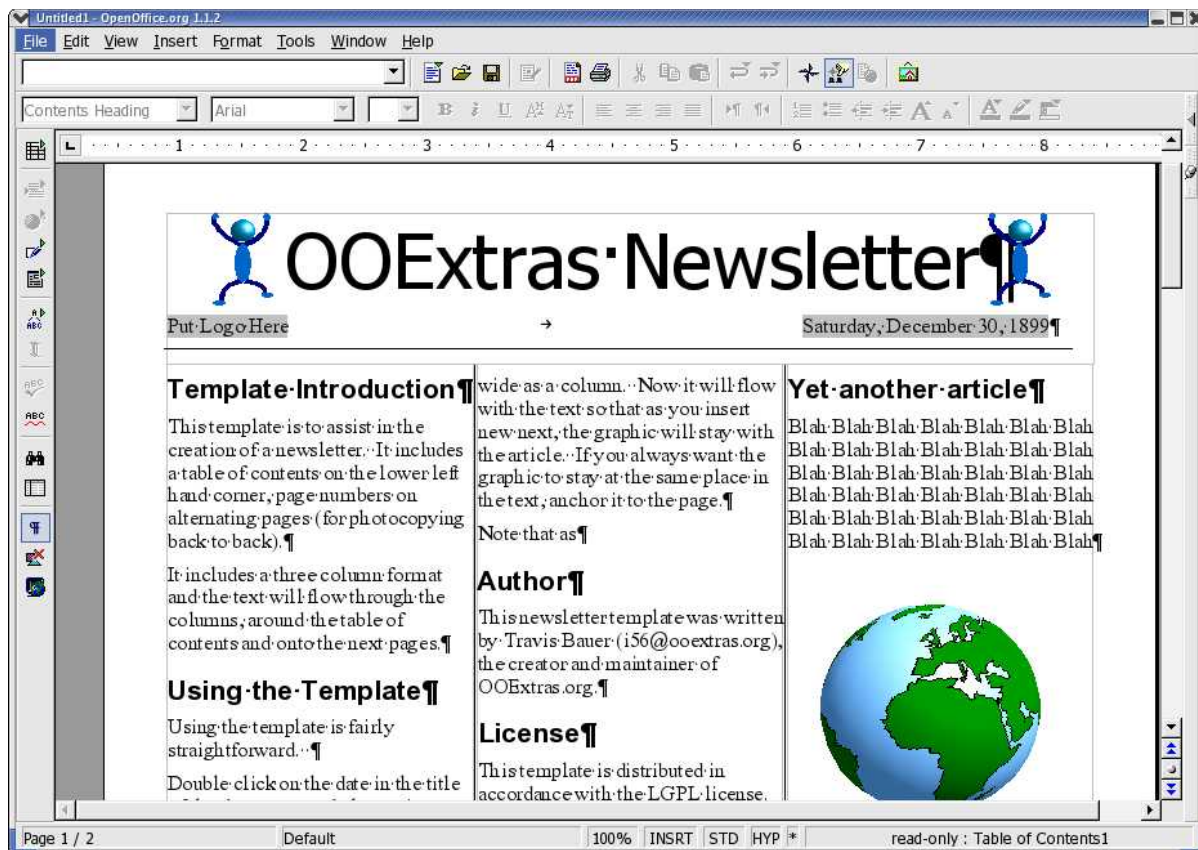 Untitled1 - OpenOffice.org 1.1.2
File Edit View Insert Format Tools Window Help
Contents Heading Arial
1 2 3 4 5 6 7 8
OOExtras·Newsletter¶
Put·Logo·Here → Saturday,·December·30,·1899¶
Template·Introduction¶
This·template·is·to·assist·in·the
creation·of·a·newsletter.··It·includes
a·table·of·contents·on·the·lower·left
hand·corner,·page·numbers·on
alternating·pages·(for·photocopying
back·to·back).¶
It·includes·a·three·column·format
and·the·text·will·flow·through·the
columns,·around·the·table·of
contents·and·onto·the·next·pages.¶
Using·the·Template¶
Using·the·template·is·fairly
straightforward.··¶
Double·click·on·the·date·in·the·title
wide·as·a·column.··Now·it·will·flow
with·the·text·so·that·as·you·insert
new·next,·the·graphic·will·stay·with
the·article.··If·you·always·want·the
graphic·to·stay·at·the·same·place·in
the·text,·anchor·it·to·the·page.¶
Note·that·as¶
Author¶
This·newsletter·template·was·written
by·Travis·Bauer·(i56@ooextras.org),
the·creator·and·maintainer·of
OOExtras.org.¶
License¶
This·template·is·distributed·in
accordance·with·the·LGPL·license.
Yet·another·article¶
Blah·Blah·Blah·Blah·Blah·Blah·Blah
Blah·Blah·Blah·Blah·Blah·Blah·Blah
Blah·Blah·Blah·Blah·Blah·Blah·Blah
Blah·Blah·Blah·Blah·Blah·Blah·Blah
Blah·Blah·Blah·Blah·Blah·Blah·Blah
Blah·Blah·Blah·Blah·Blah·Blah·Blah¶
Page 1 / 2 Default 100% INSRT STD HYP * read-only : Table of Contents1